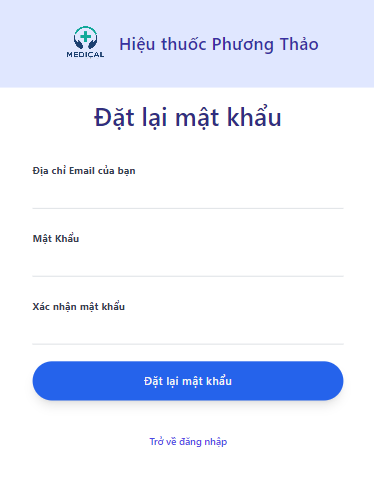 MEDICAL
Hiệu thuốc Phương Thảo
Đặt lại mật khẩu
Địa chỉ Email của bạn
Mật Khẩu
Xác nhận mật khẩu
Đặt lại mật khẩu
Trở về đăng nhập